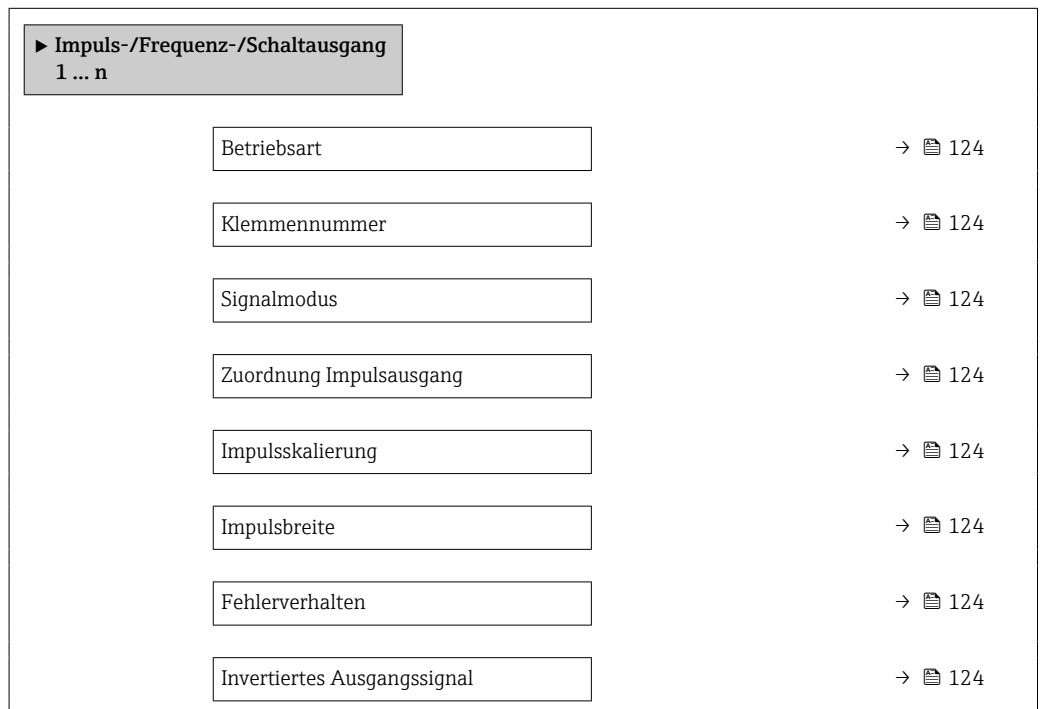 ▶ Impuls-/Frequenz-/Schaltausgang
1 … n
Betriebsart → 124
Klemmennummer → 124
Signalmodus → 124
Zuordnung Impulsausgang → 124
Impulsskalierung → 124
Impulsbreite → 124
Fehlerverhalten → 124
Invertiertes Ausgangssignal → 124